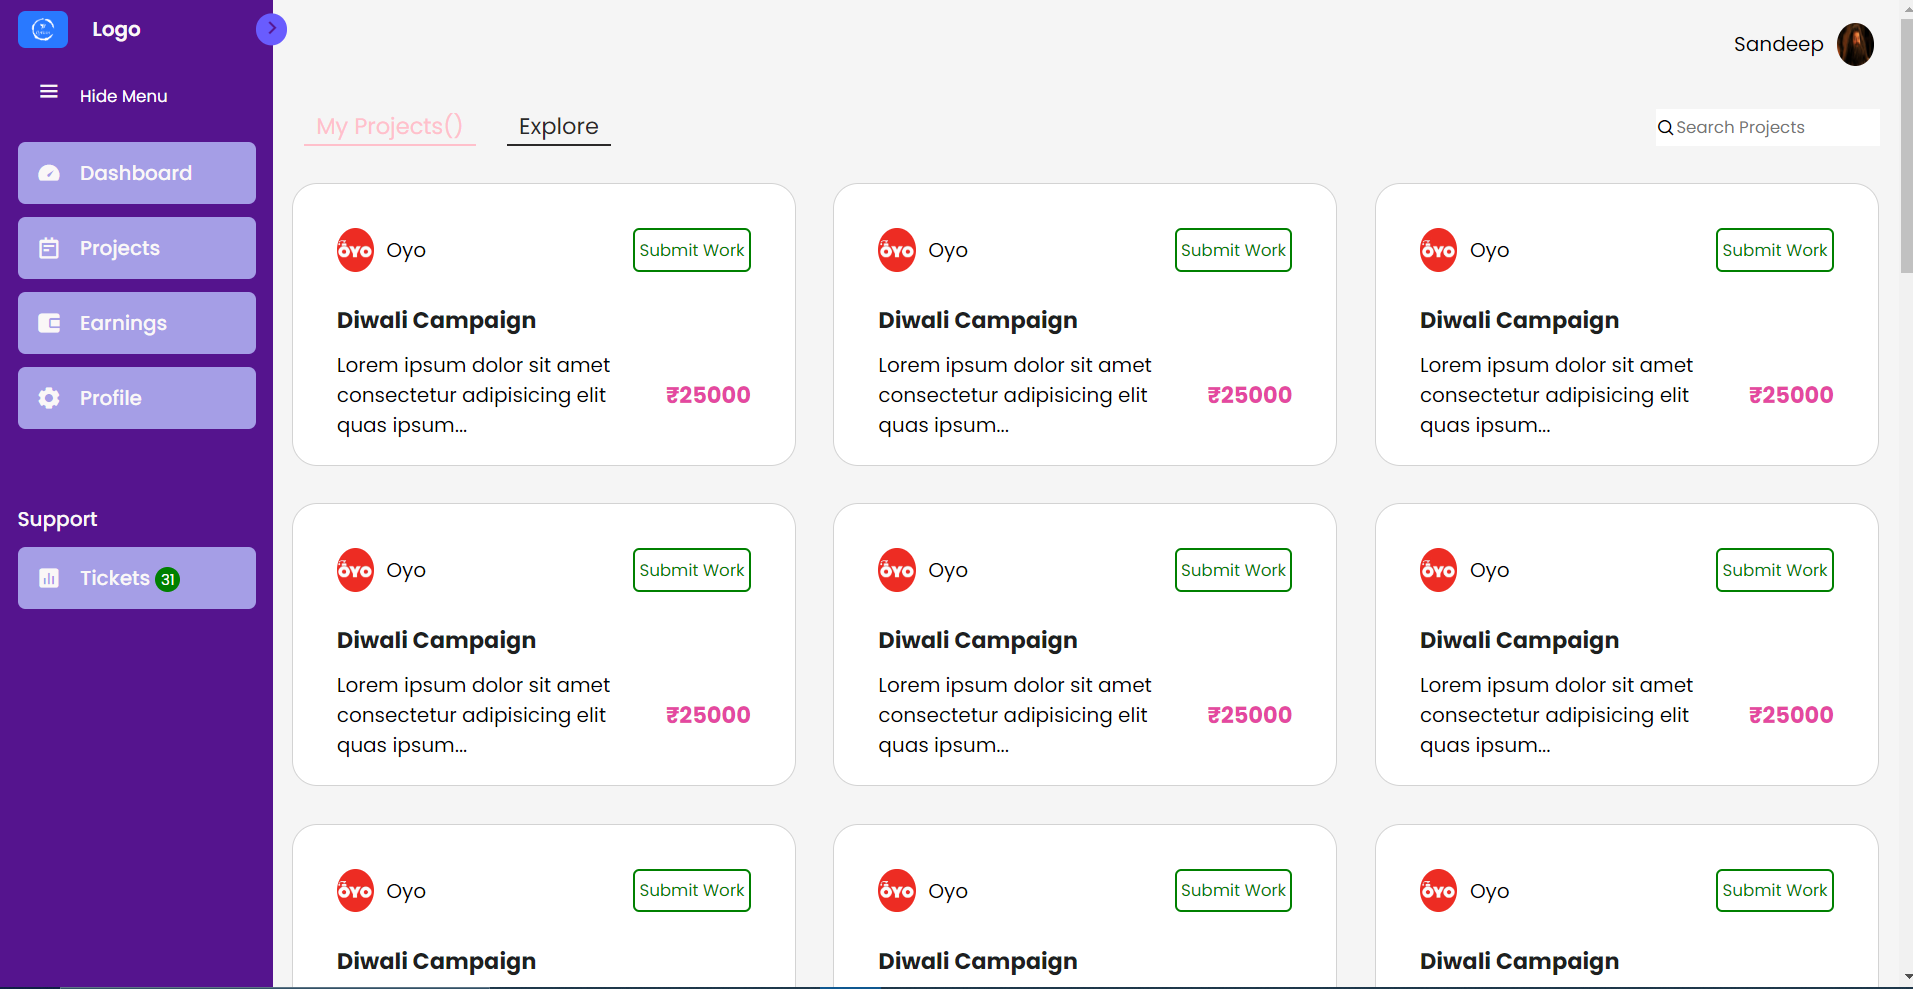 Logo
Sandeep
Hide Menu
My Projects()
Explore
Search Projects
Dashboard
Projects
Earnings
Profile
Support
Tickets 31
OYO Oyo
Submit Work
Diwali Campaign
Lorem ipsum dolor sit amet
consectetur adipisicing elit
quas ipsum...
₹25000
OYO Oyo
Submit Work
Diwali Campaign
Lorem ipsum dolor sit amet
consectetur adipisicing elit
quas ipsum...
₹25000
OYO Oyo
Submit Work
Diwali Campaign
Lorem ipsum dolor sit amet
consectetur adipisicing elit
quas ipsum...
₹25000
OYO Oyo
Submit Work
Diwali Campaign
Lorem ipsum dolor sit amet
consectetur adipisicing elit
quas ipsum...
₹25000
OYO Oyo
Submit Work
Diwali Campaign
Lorem ipsum dolor sit amet
consectetur adipisicing elit
quas ipsum...
₹25000
OYO Oyo
Submit Work
Diwali Campaign
Lorem ipsum dolor sit amet
consectetur adipisicing elit
quas ipsum...
₹25000
OYO Oyo
Submit Work
Diwali Campaign
OYO Oyo
Submit Work
Diwali Campaign
OYO Oyo
Submit Work
Diwali Campaign